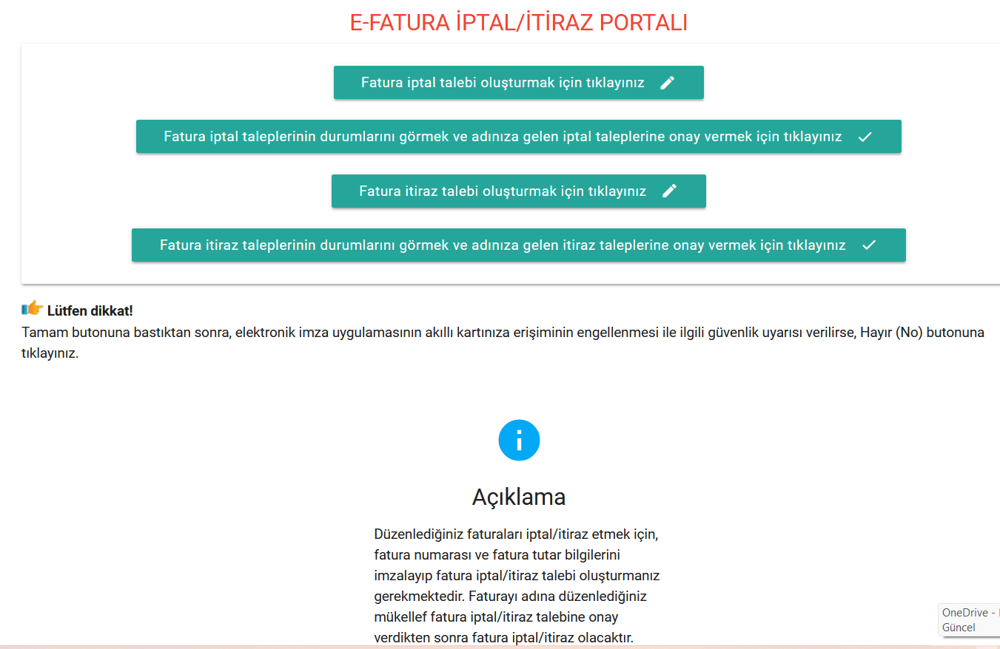 E-FATURA İPTAL/İTİRAZ PORTALI
Fatura iptal talebi oluşturmak için tıklayınız
Fatura iptal taleplerinin durumlarını görmek ve adınıza gelen iptal taleplerine onay vermek için tıklayınız
Fatura itiraz talebi oluşturmak için tıklayınız
Fatura itiraz taleplerinin durumlarını görmek ve adınıza gelen itiraz taleplerine onay vermek için tıklayınız
Lütfen dikkat!
Tamam butonuna bastıktan sonra, elektronik imza uygulamasının akıllı kartınıza erişiminin engellenmesi ile ilgili güvenlik uyarısı verilirse, Hayır (No) butonuna
tıklayınız.
Açıklama
Düzenlediğiniz faturaları iptal/itiraz etmek için,
fatura numarası ve fatura tutar bilgilerini
imzalayıp fatura iptal/itiraz talebi oluşturmanız
gerekmektedir. Faturayı adına düzenlediğiniz
mükellef fatura iptal/itiraz talebine onay
verdikten sonra fatura iptal/itiraz olacaktır.
OneDrive -
Güncel